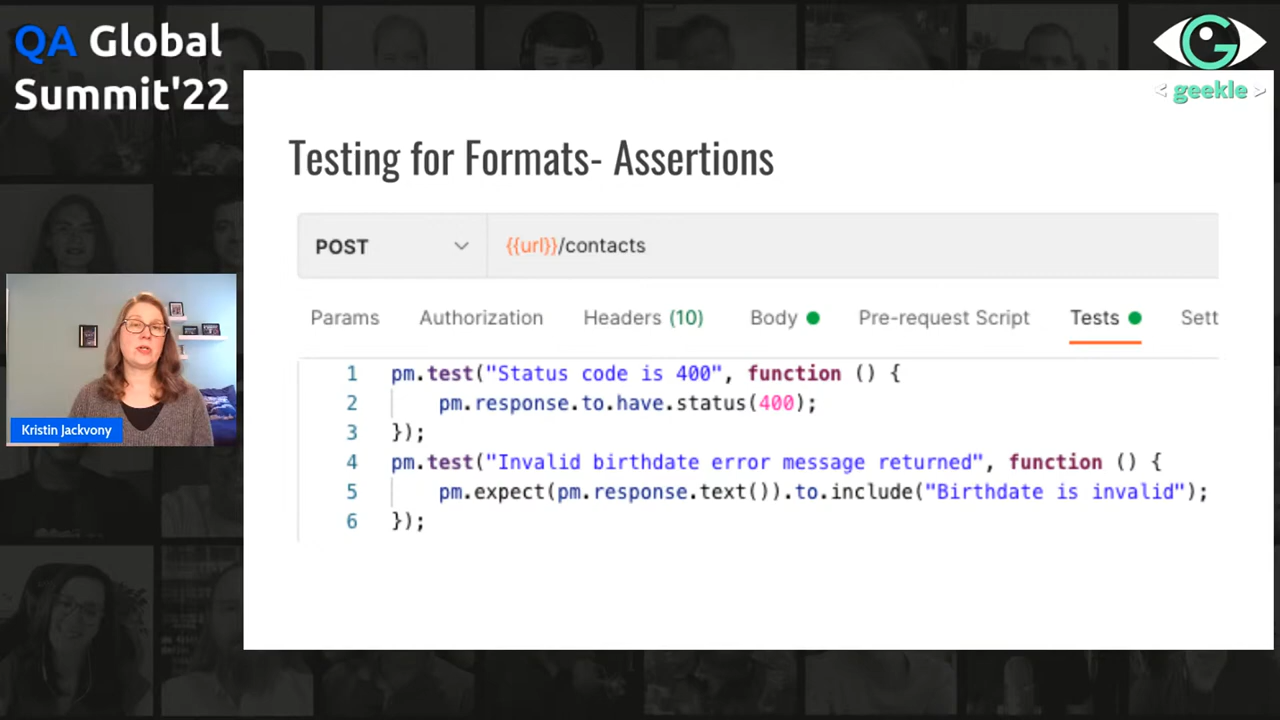 QA Global
Summit'22
< geekle >
Testing for Formats- Assertions
POST
{{url}}/contacts
Params Authorization Headers (10) Body Pre-request Script Tests Sett
1 pm.test("Status code is 400", function () {
2 pm.response.to.have.status(400);
3 });
4 pm.test("Invalid birthdate error message returned", function () {
5 pm.expect(pm.response.text()).to.include("Birthdate is invalid");
6 });
Kristin Jackvony